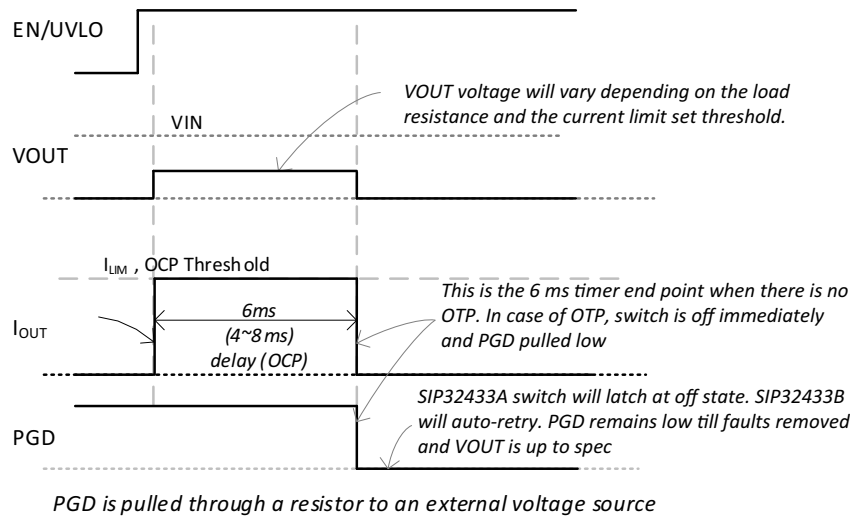 EN/UVLO
VOUT voltage will vary depending on the load
resistance and the current limit set threshold.
VIN
VOUT
ILIM , OCP Threshold
This is the 6 ms timer end point when there is no
OTP. In case of OTP, switch is off immediately
and PGD pulled low
6ms
(4~8 ms)
delay (OCP)
IOUT
SIP32433A switch will latch at off state. SIP32433B
will auto-retry. PGD remains low till faults removed
and VOUT is up to spec
PGD
PGD is pulled through a resistor to an external voltage source